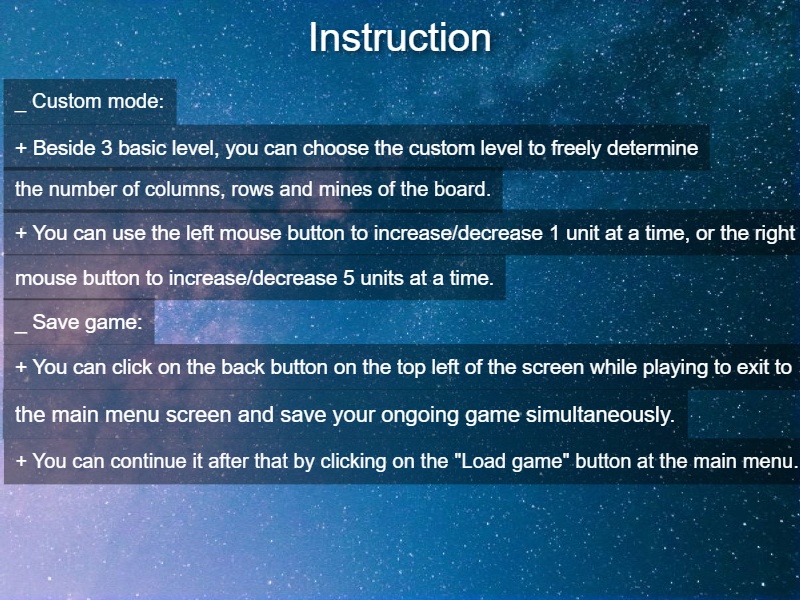 Instruction
_ Custom mode:
+ Beside 3 basic level, you can choose the custom level to freely determine
the number of columns, rows and mines of the board.
+ You can use the left mouse button to increase/decrease 1 unit at a time, or the right
mouse button to increase/decrease 5 units at a time.
_ Save game:
+ You can click on the back button on the top left of the screen while playing to exit to
the main menu screen and save your ongoing game simultaneously.
+ You can continue it after that by clicking on the "Load game" button at the main menu.